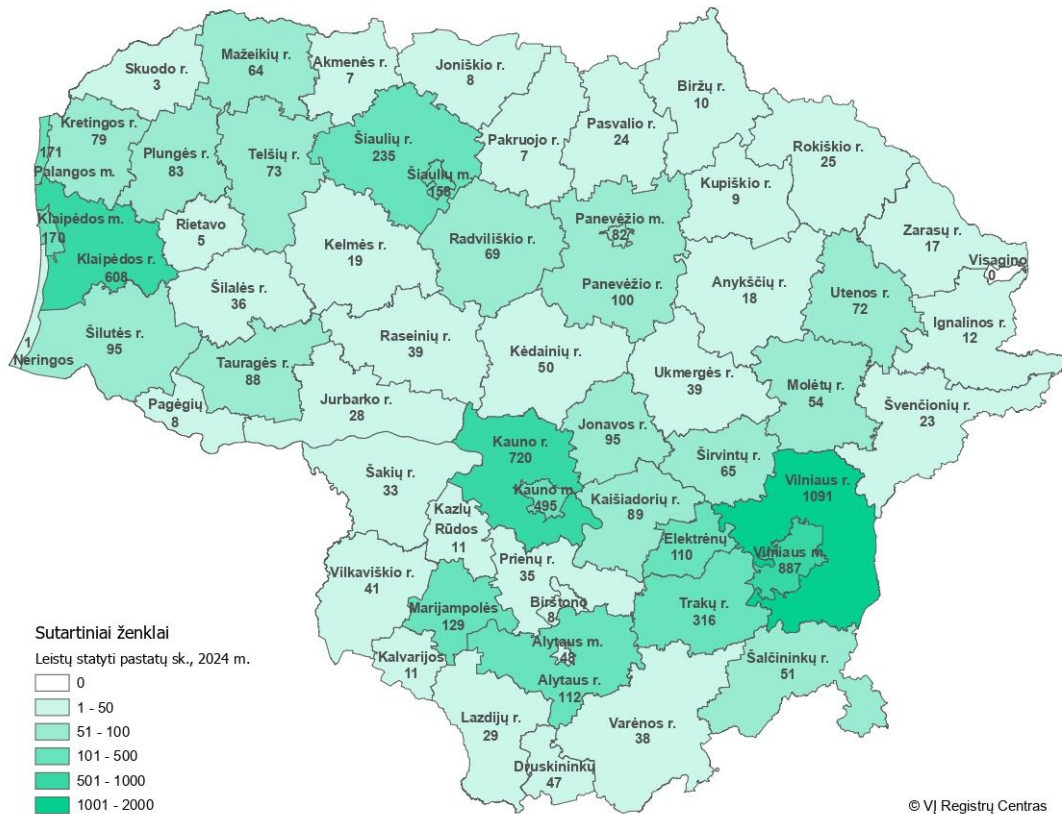 Skuodo r.
3
Mažeikių r.
64
Akmenės r.
7
Joniškio r.
8
Biržų r.
10
Kretingos r.
79
171
Palangos m.
Plungės r.
83
Telšių r.
73
Šiaulių r.
235
Šiaulių m.
158
Pakruojo r.
7
Pasvalio r.
24
Rokiškio r.
25
Kupiškio r.
9
Klaipėdos m.
170
Klaipėdos r.
608
Rietavo
5
Kelmės r.
19
Radviliškio r.
69
Panevėžio m.
82
Panevėžio r.
100
Anykščių r.
18
Zarasų r.
17
Visagino
0
Utenos r.
72
Ignalinos r.
12
Šilalės r.
36
Šilutės r.
95
1
Neringos
Tauragės r.
88
Raseinių r.
39
Kėdainių r.
50
Ukmergės r.
39
Molėtų r.
54
Švenčionių r.
23
Pagėgių
8
Jurbarko r.
28
Kauno r.
720
Kauno m.
495
Jonavos r.
95
Širvintų r.
65
Vilniaus r.
1091
Vilniaus m.
887
Šakių r.
33
Kazlų
Rūdos
11
Kaišiadorių r.
89
Elektrėnų
110
Prienų r.
35
Birštono
8
Vilkaviškio r.
41
Marijampolės
129
Trakų r.
316
Alytaus m.
48
Alytaus r.
112
Kalvarijos
11
Šalčininkų r.
51
Lazdijų r.
29
Varėnos r.
38
Druskininkų
47
Sutartiniai ženklai
Leistų statyti pastatų sk., 2024 m.
0
1 - 50
51 - 100
101 - 500
501 - 1000
1001 - 2000
© VĮ Registrų Centras